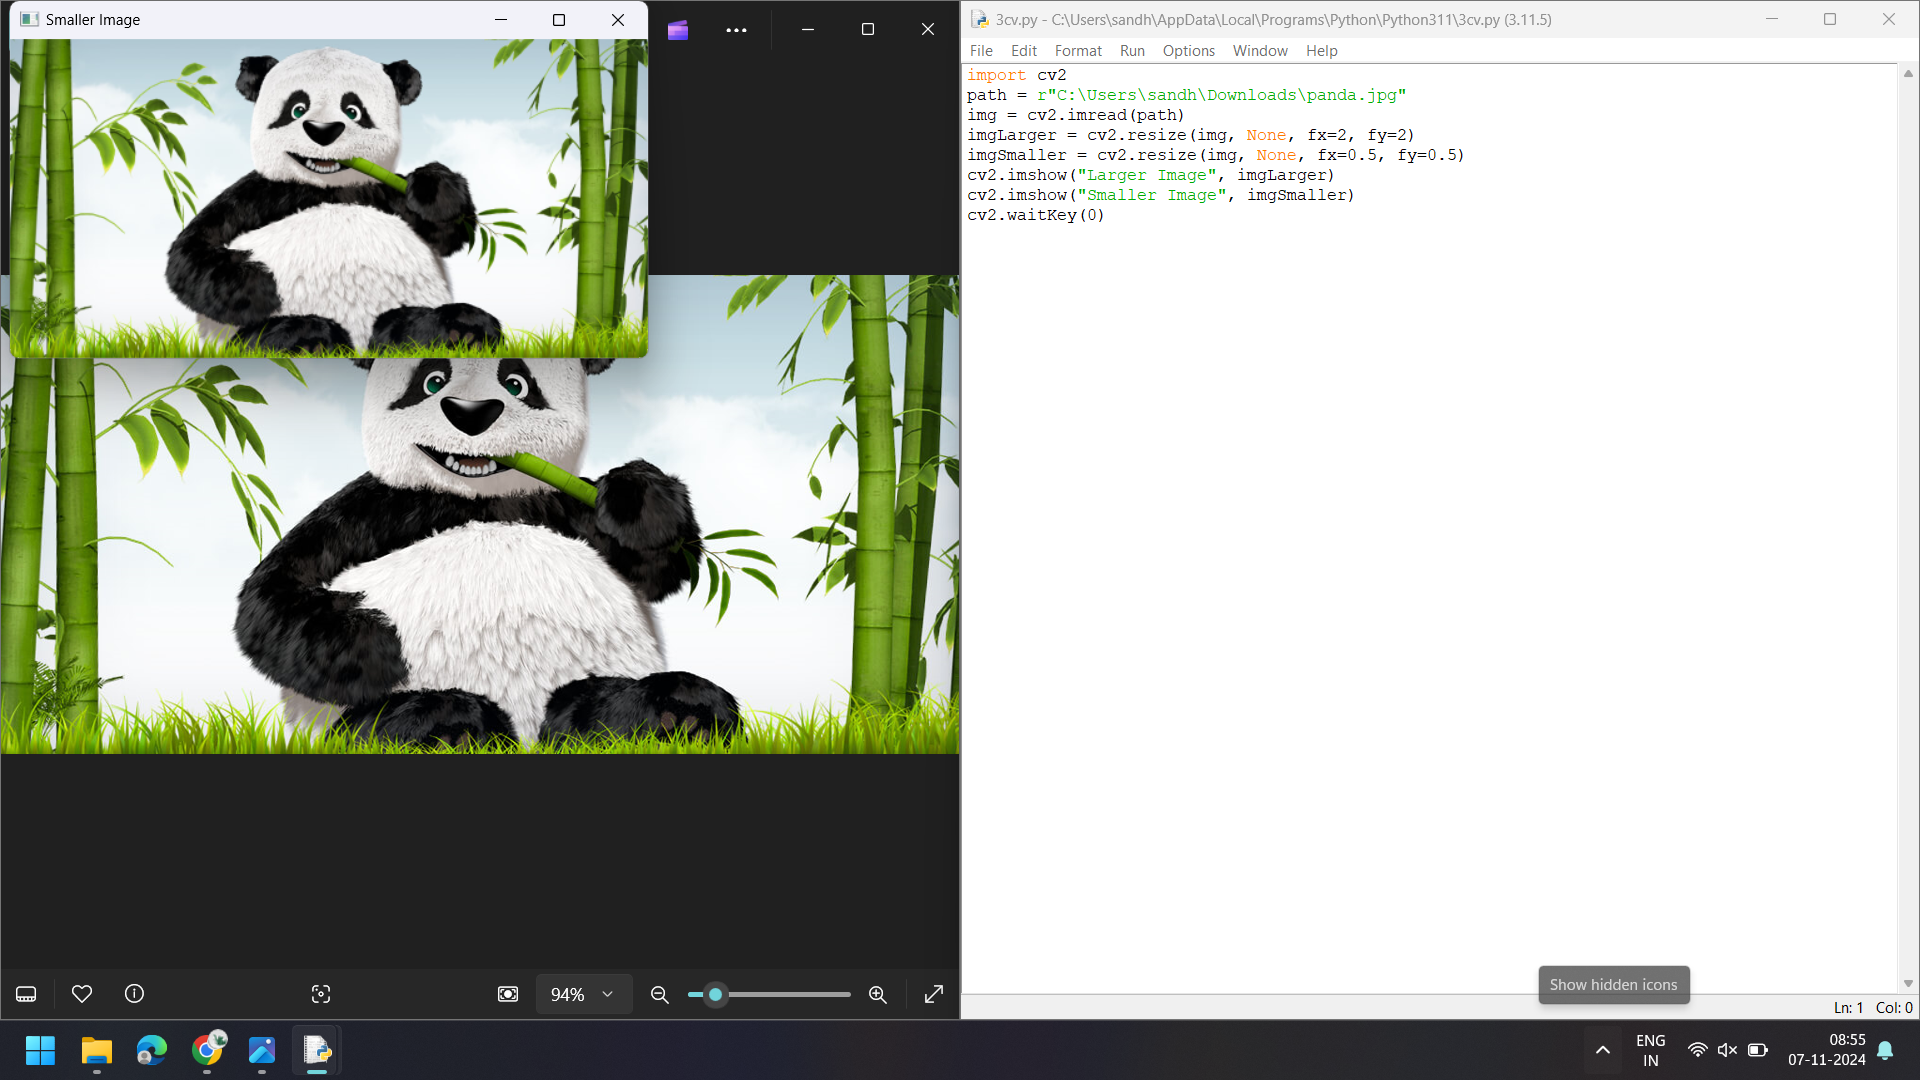 Smaller Image
3cv.py - C:\Users\sandh\AppData\Local\Programs\Python\Python311\3cv.py (3.11.5)
File Edit Format Run Options Window Help
import cv2
path = r"C:\Users\sandh\Downloads\panda.jpg"
img = cv2.imread(path)
imgLarger = cv2.resize(img, None, fx=2, fy=2)
imgSmaller = cv2.resize(img, None, fx=0.5, fy=0.5)
cv2.imshow("Larger Image", imgLarger)
cv2.imshow("Smaller Image", imgSmaller)
cv2.waitKey(0)
94%
Show hidden icons
Ln: 1 Col: 0
ENG
IN
08:55
07-11-2024